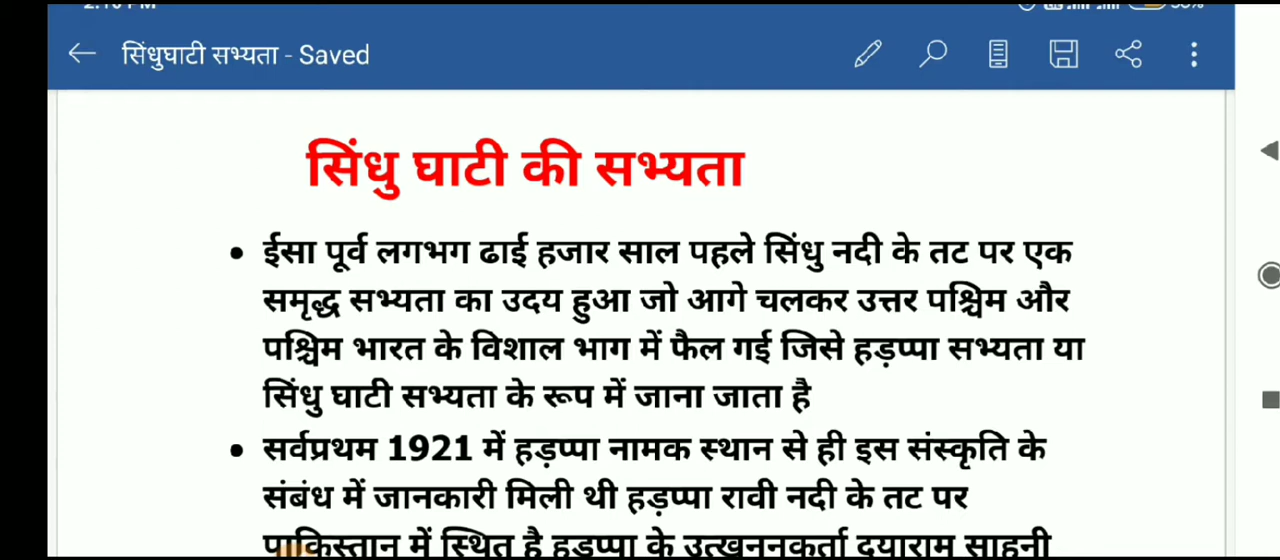 सिंधुघाटी सभ्यता - Saved
सिंधु घाटी की सभ्यता
• ईसा पूर्व लगभग ढाई हजार साल पहले सिंधु नदी के तट पर एक
समृद्ध सभ्यता का उदय हुआ जो आगे चलकर उत्तर पश्चिम और
पश्चिम भारत के विशाल भाग में फैल गई जिसे हड़प्पा सभ्यता या
सिंधु घाटी सभ्यता के रूप में जाना जाता है
• सर्वप्रथम 1921 में हड़प्पा नामक स्थान से ही इस संस्कृति के
संबंध में जानकारी मिली थी हड़प्पा रावी नदी के तट पर
पाकिस्तान में स्थित है हडप्पा के उत्खननकर्ता दयाराम साहनी